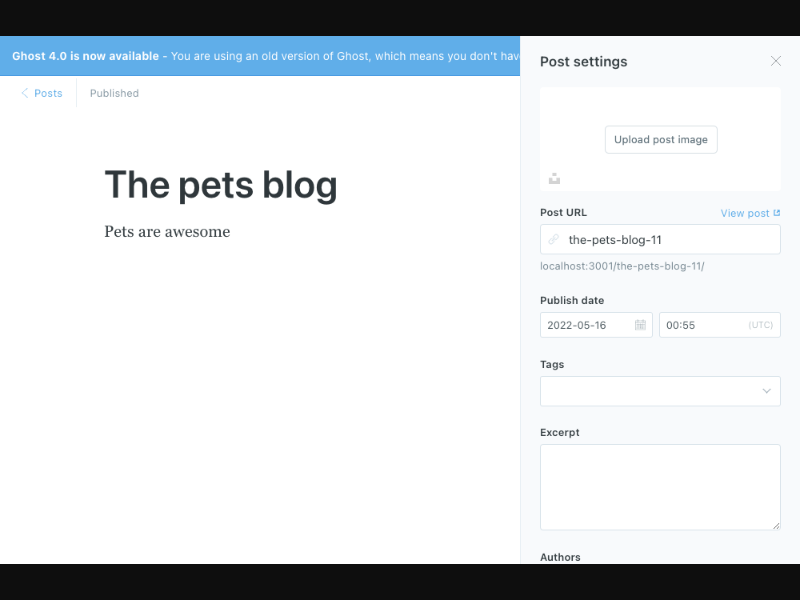 Ghost 4.0 is now available - You are using an old version of Ghost, which means you don't hav
Posts
Published
The pets blog
Pets are awesome
Post settings
Upload post image
Post URL
View post
the-pets-blog-11
localhost:3001/the-pets-blog-11/
Publish date
2022-05-16
00:55 (UTC)
Tags
Excerpt
Authors